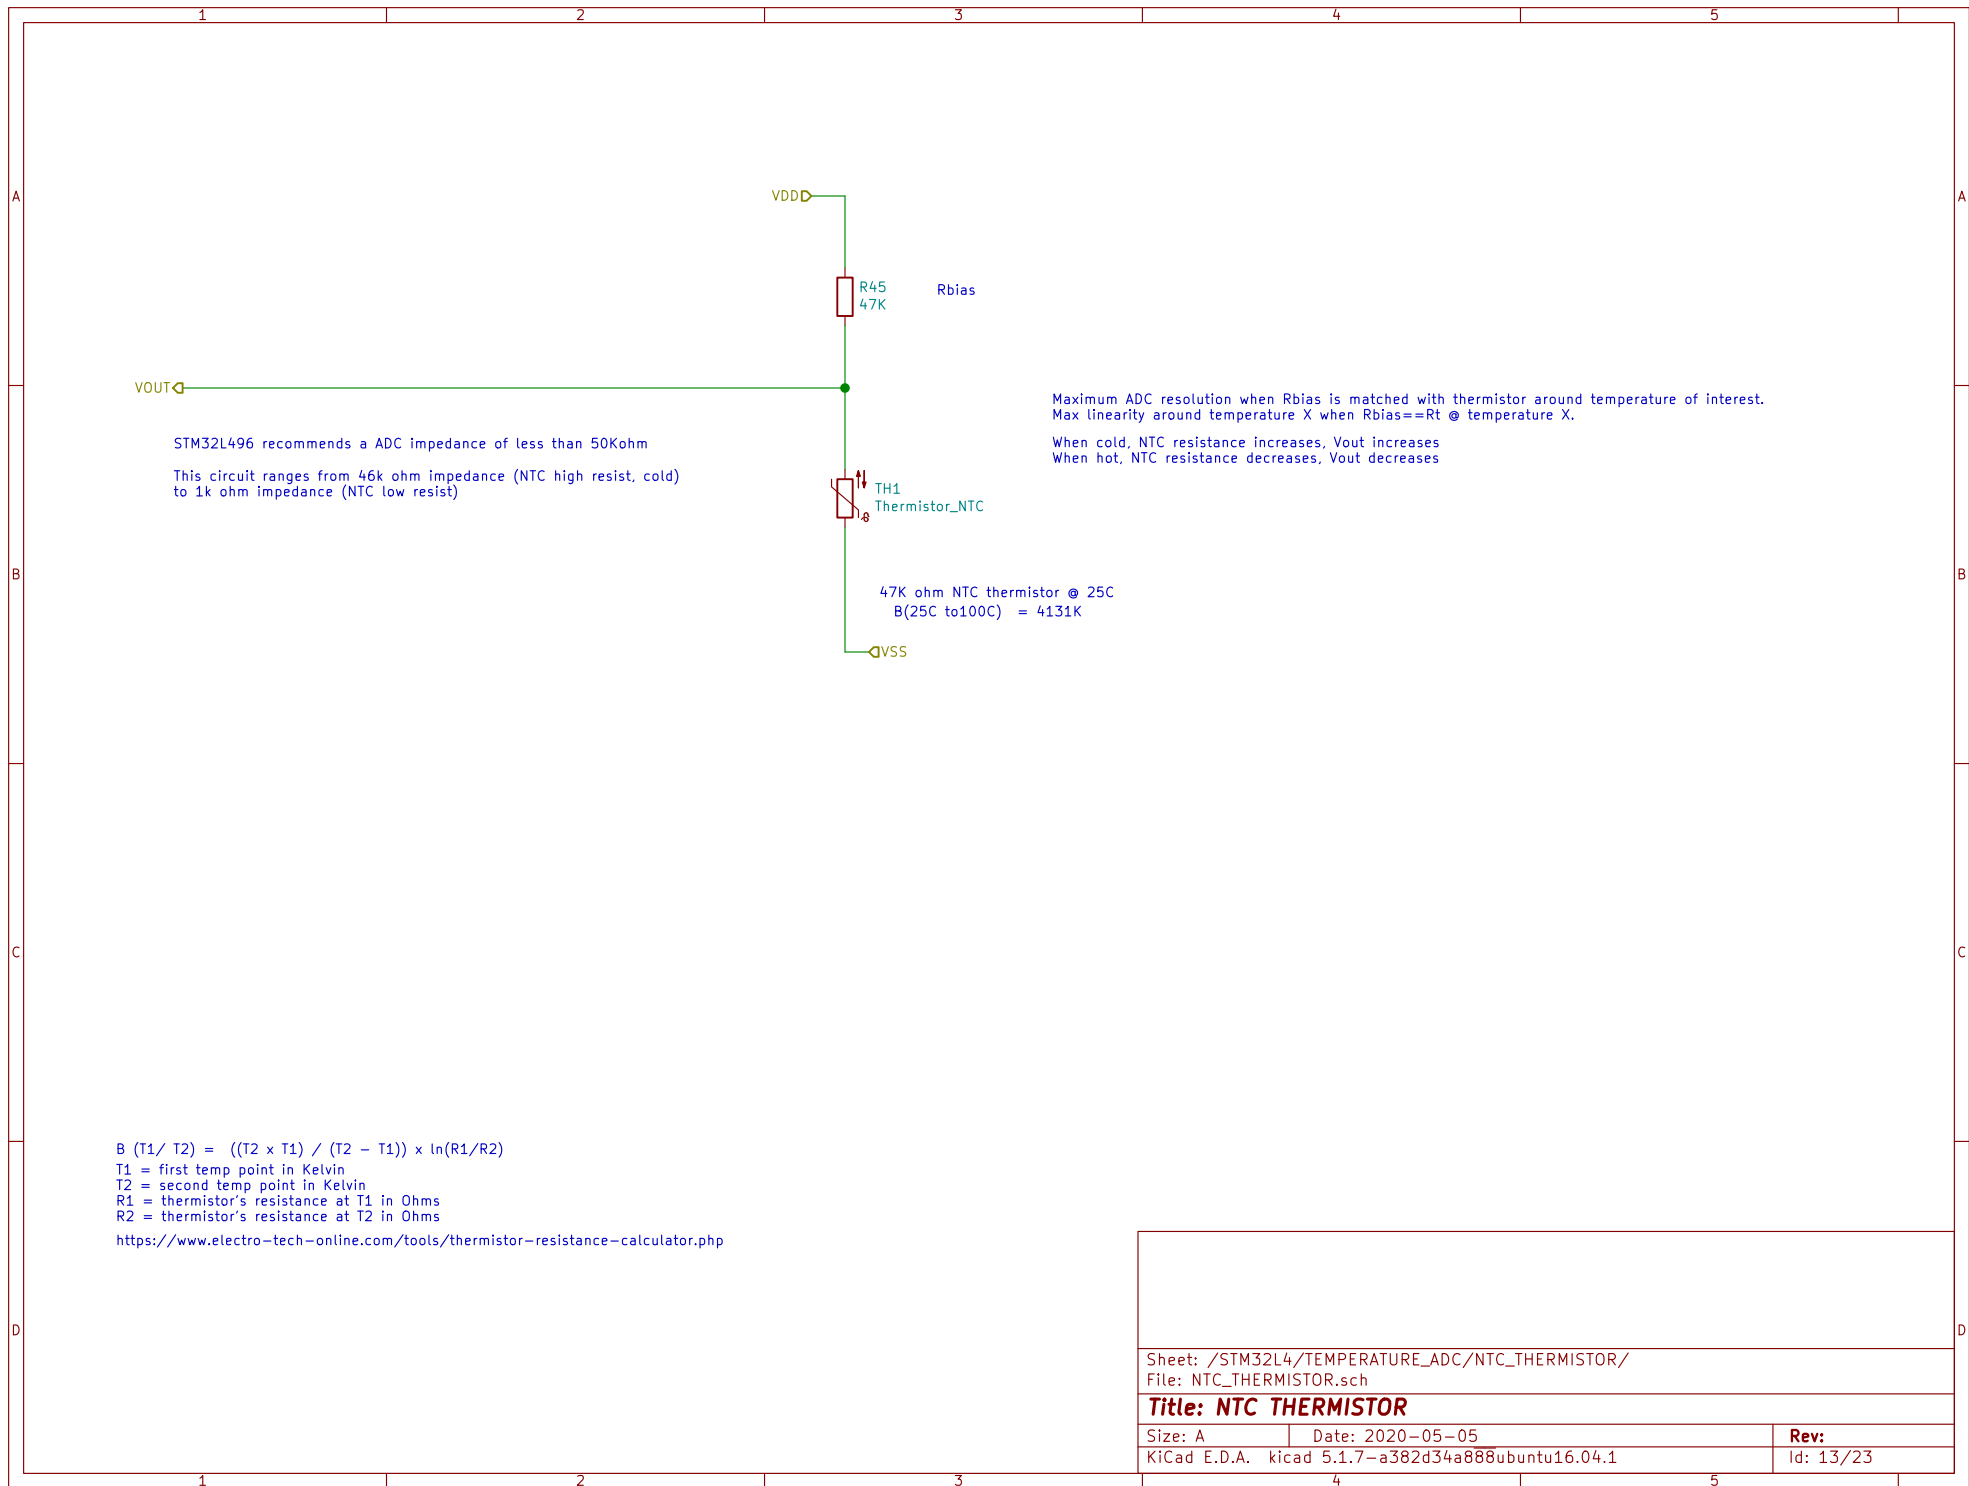 1 2 3 4 5
A A
VDD
R45
47K
Rbias
VOUT
Maximum ADC resolution when Rbias is matched with thermistor around temperature of interest.
Max linearity around temperature X when Rbias==Rt @ temperature X.
When cold, NTC resistance increases, Vout increases
When hot, NTC resistance decreases, Vout decreases
STM32L496 recommends a ADC impedance of less than 50Kohm
This circuit ranges from 46k ohm impedance (NTC high resist, cold)
to 1k ohm impedance (NTC low resist)
TH1
Thermistor_NTC
B B
47K ohm NTC thermistor @ 25C
B(25C to100C) = 4131K
VSS
C C
B (T1/ T2) = ((T2 x T1) / (T2 - T1)) x ln(R1/R2)
T1 = first temp point in Kelvin
T2 = second temp point in Kelvin
R1 = thermistor's resistance at T1 in Ohms
R2 = thermistor's resistance at T2 in Ohms
https://www.electro-tech-online.com/tools/thermistor-resistance-calculator.php
D D
Sheet: /STM32L4/TEMPERATURE_ADC/NTC_THERMISTOR/
File: NTC_THERMISTOR.sch
Title: NTC THERMISTOR
Size: A Date: 2020-05-05 Rev:
KiCad E.D.A. kicad 5.1.7-a382d34a888ubuntu16.04.1 Id: 13/23
1 2 3 4 5